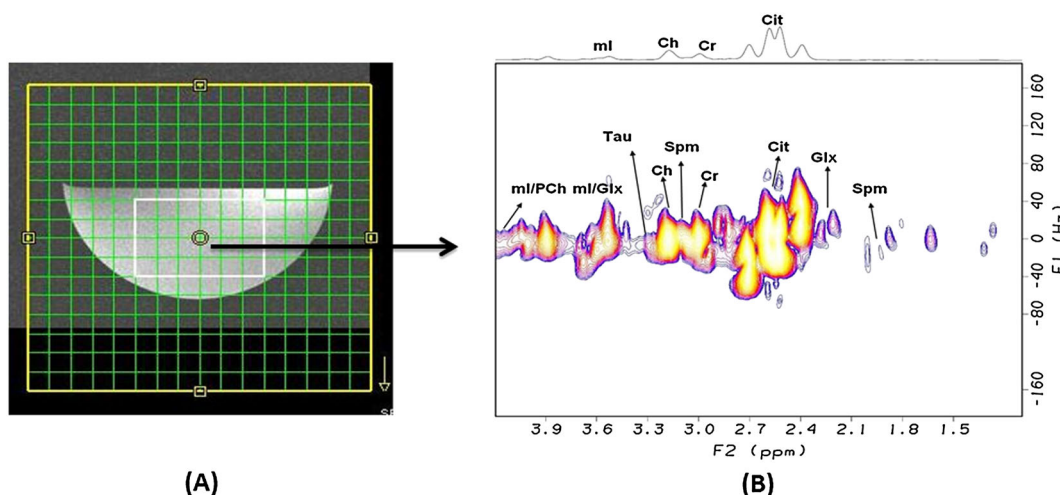 Cit
mI
Ch
Cr
160
120
80
40
0
-40
-80
-160
F1 (Hz)
Tau
Spm
Cit
Glx
Ch
Cr
Spm
mI/PCh
mI/Glx
3.9 3.6 3.3 3.0 2.7 2.4 2.1 1.8 1.5
F2 (ppm)
(A)
(B)